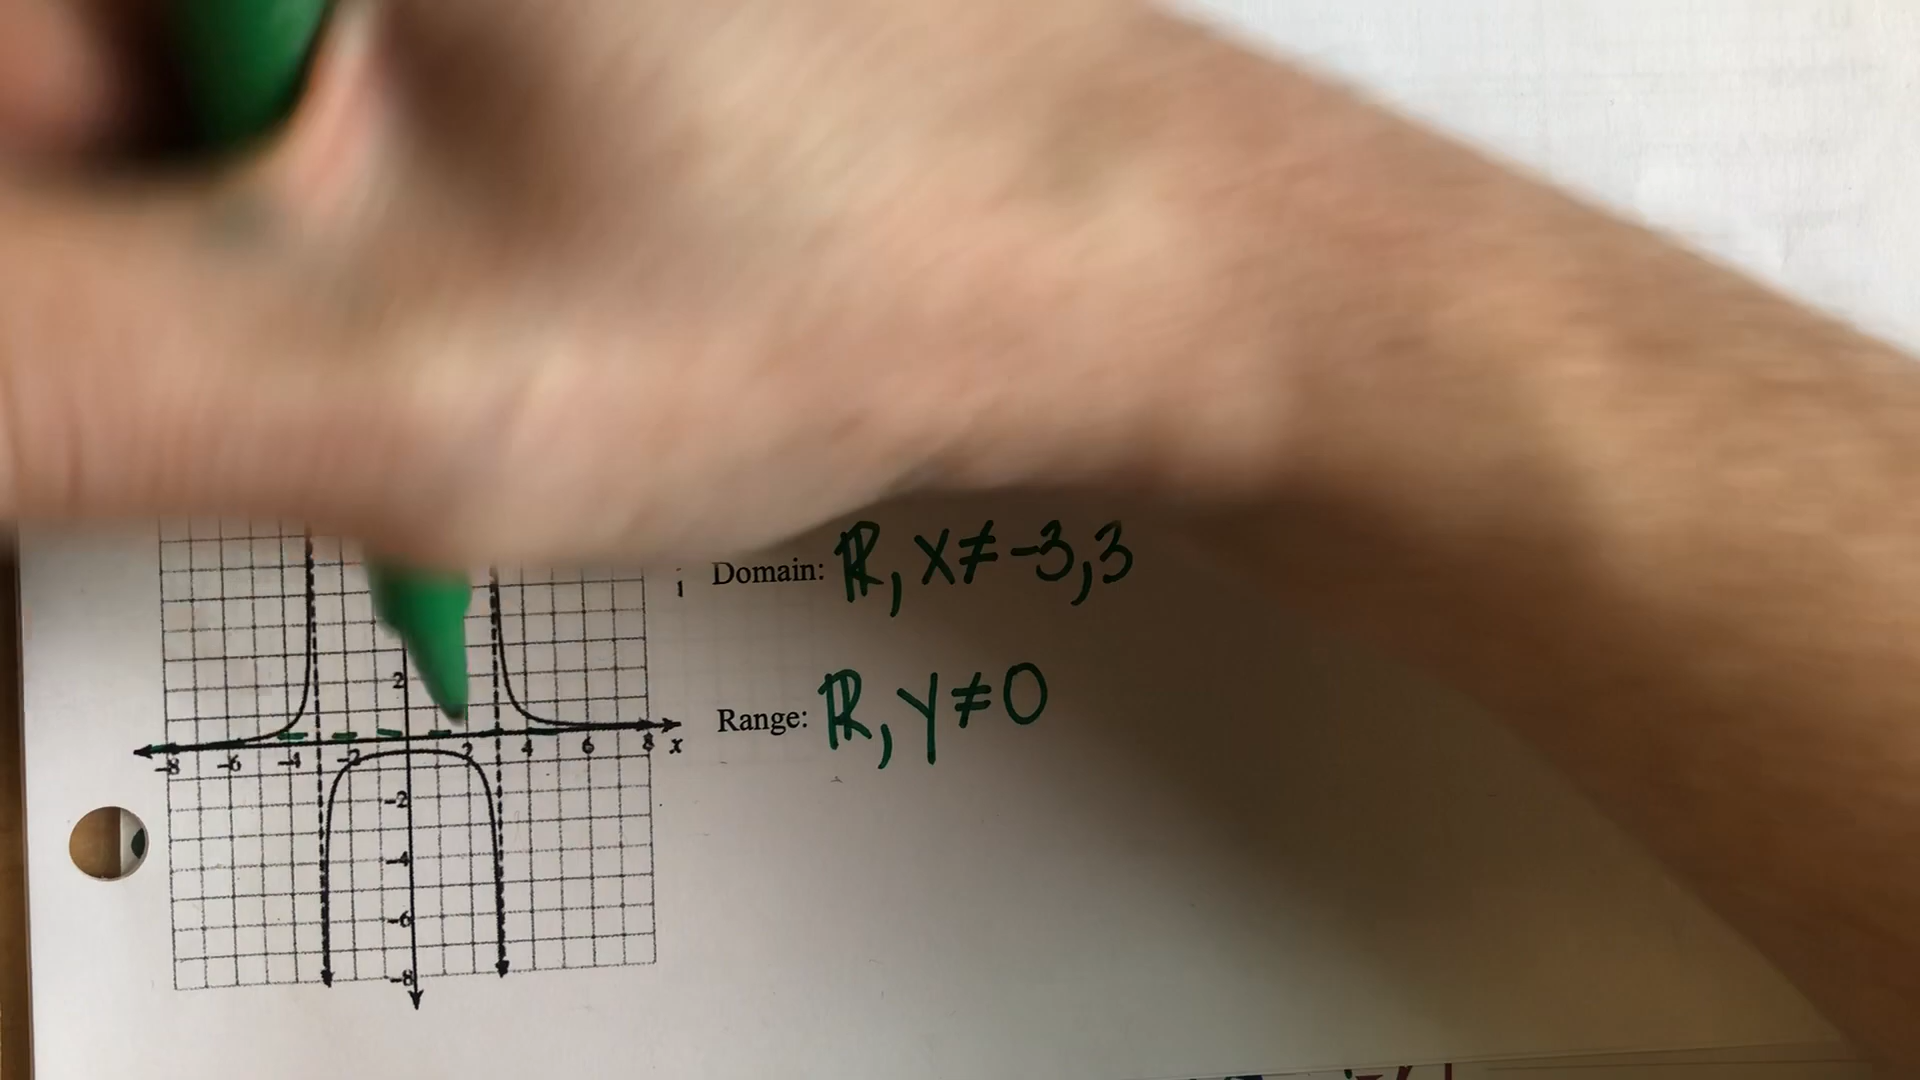 Domain: ℝ, x≠-3,3
2
Range: ℝ, y≠0
-8 -6 -4 -2 2 4 6 8 x
-2
-4
-6
-8